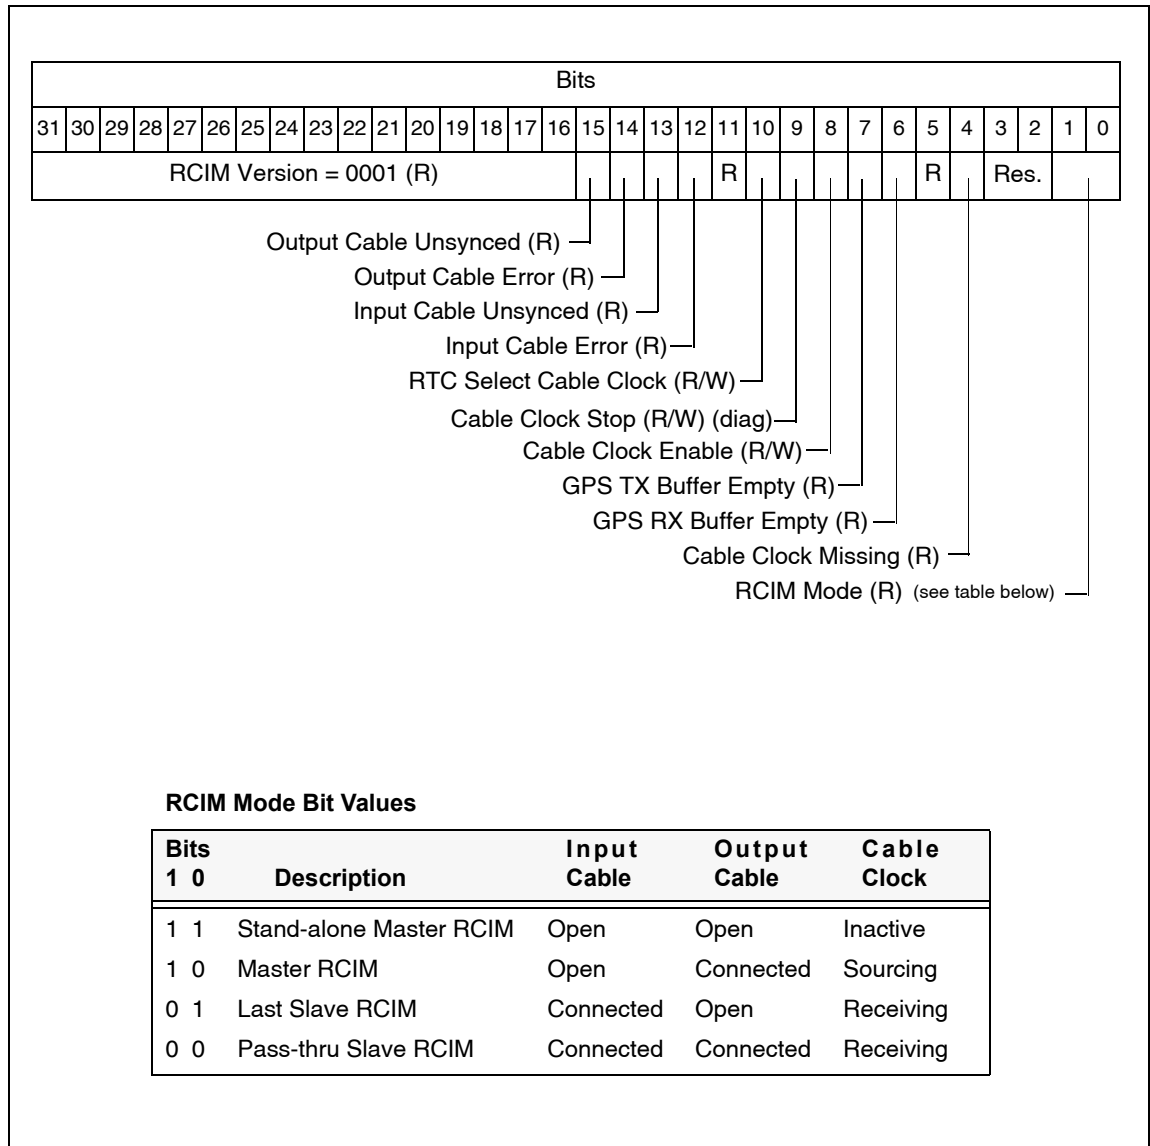 Bits
31 30 29 28 27 26 25 24 23 22 21 20 19 18 17 16 15 14 13 12 11 10 9 8 7 6 5 4 3 2 1 0
RCIM Version = 0001 (R) R R Res.
Output Cable Unsynced (R)
Output Cable Error (R)
Input Cable Unsynced (R)
Input Cable Error (R)
RTC Select Cable Clock (R/W)
Cable Clock Stop (R/W) (diag)
Cable Clock Enable (R/W)
GPS TX Buffer Empty (R)
GPS RX Buffer Empty (R)
Cable Clock Missing (R)
RCIM Mode (R) (see table below)
RCIM Mode Bit Values
Bits Input Output Cable
1 0 Description Cable Cable Clock
1 1 Stand-alone Master RCIM Open Open Inactive
1 0 Master RCIM Open Connected Sourcing
0 1 Last Slave RCIM Connected Open Receiving
0 0 Pass-thru Slave RCIM Connected Connected Receiving